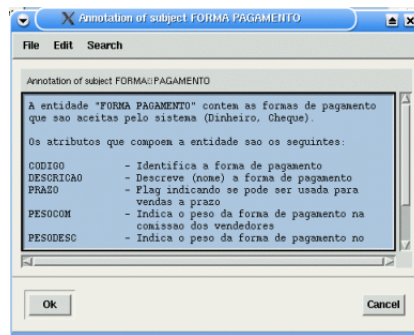 Annotation of subject FORMA PAGAMENTO
File Edit Search
Annotation of subject FORMA□PAGAMENTO
A entidade "FORMA PAGAMENTO" contem as formas de pagamento
que sao aceitas pelo sistema (Dinheiro, Cheque).
Os atributos que compoem a entidade sao os seguintes:
CODIGO - Identifica a forma de pagamento
DESCRICAO - Descreve (nome) a forma de pagamento
PRAZO - Flag indicando se pode ser usada para
vendas a prazo
PESOCOM - Indica o peso da forma de pagamento na
comissao dos vendedores
PESODESC - Indica o peso da forma de pagamento no
Ok Cancel